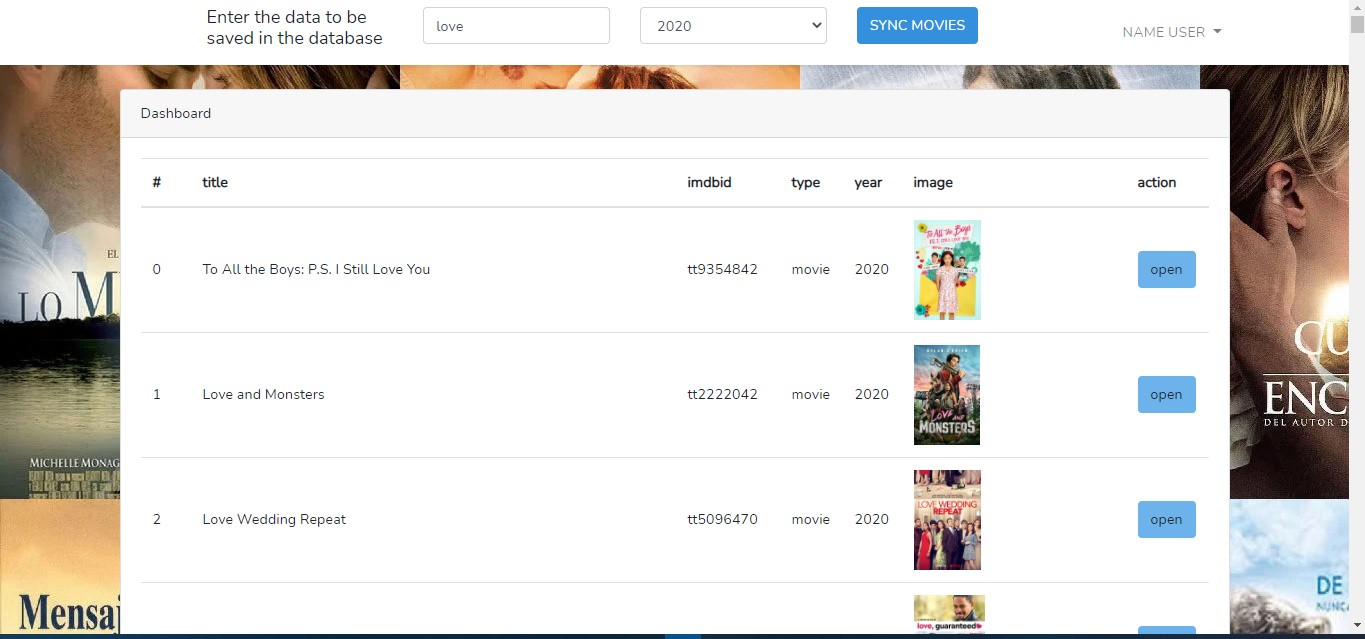 Enter the data to be
saved in the database
love
2020
SYNC MOVIES
NAME USER
Dashboard
# title imdbid type year image action
0 To All the Boys: P.S. I Still Love You tt9354842 movie 2020 open
To All the Boys
P.S. I STILL LOVE YOU
1 Love and Monsters tt2222042 movie 2020 open
LOVE AND
MONSTERS
2 Love Wedding Repeat tt5096470 movie 2020 open
LOVE WEDDING
REPEAT
love, guaranteed
EL
LO M
MICHELLE MONAG
Mensaj
CU
ENC
DEL AUTOR D
DE
NUNC